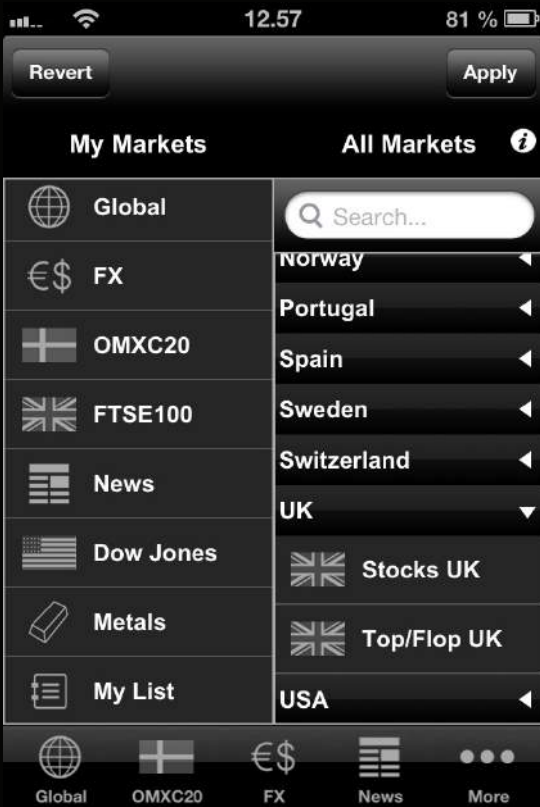 12.57
81 %
Revert
Apply
My Markets
All Markets
Global
FX
OMXC20
FTSE100
News
Dow Jones
Metals
My List
Search...
Norway
Portugal
Spain
Sweden
Switzerland
UK
Stocks UK
Top/Flop UK
USA
Global
OMXC20
FX
News
More